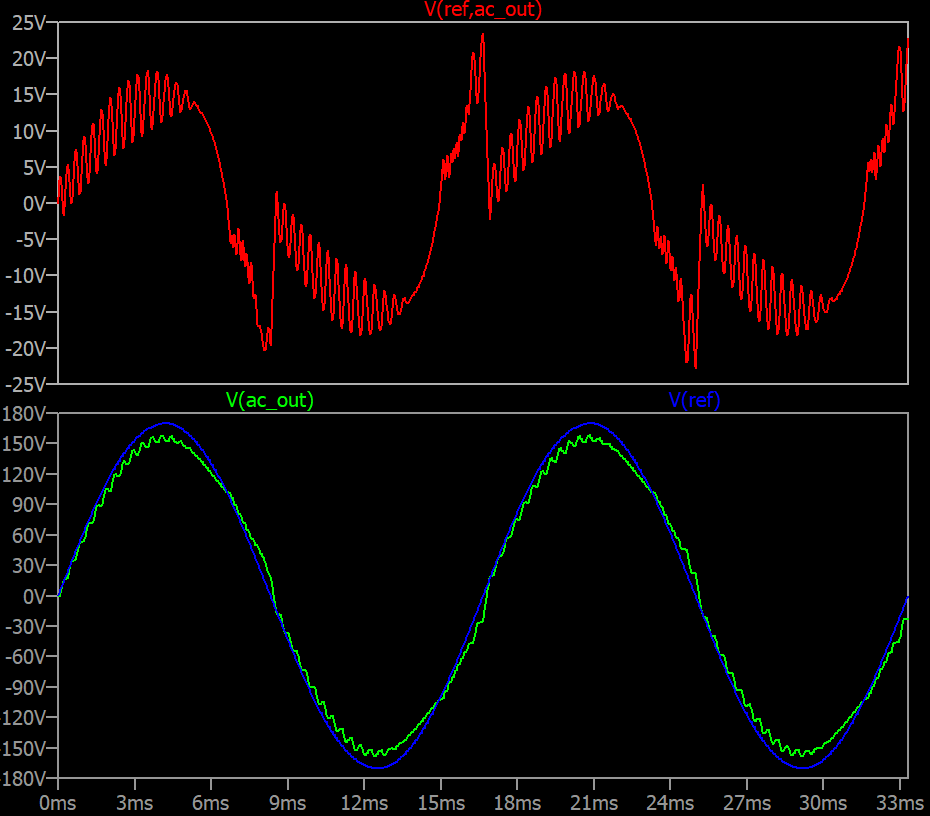 V(ref,ac_out)
25V
20V
15V
10V
5V
0V
-5V
-10V
-15V
-20V
-25V
V(ac_out) V(ref)
180V
150V
120V
90V
60V
30V
0V
-30V
-60V
-90V
-120V
-150V
-180V
0ms 3ms 6ms 9ms 12ms 15ms 18ms 21ms 24ms 27ms 30ms 33ms